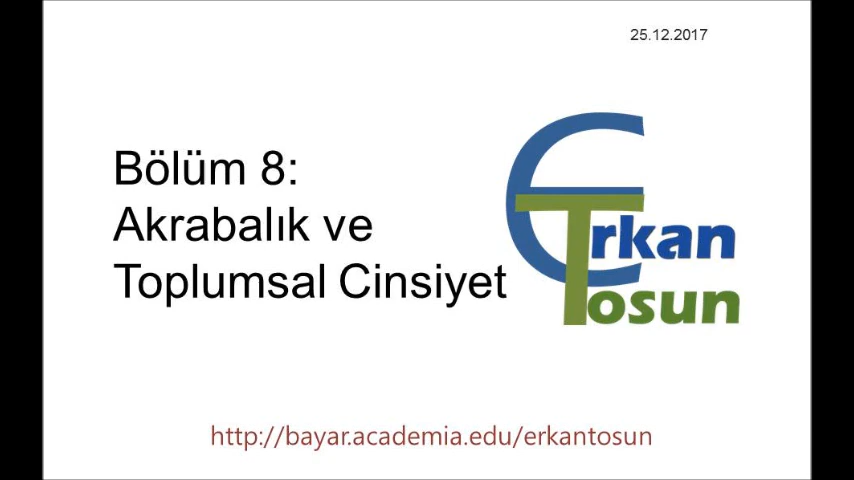 25.12.2017
Bölüm 8:
Akrabalık ve
Toplumsal Cinsiyet
Erkan
Tosun
http://bayar.academia.edu/erkantosun